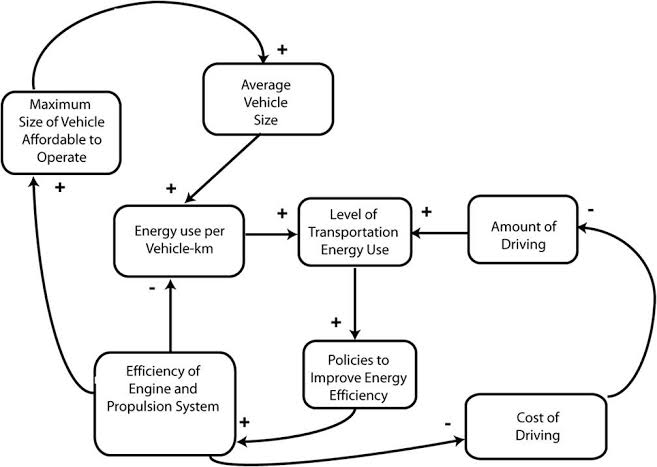 +
Average
Vehicle
Size
Maximum
Size of Vehicle
Affordable to
Operate
+
+
Energy use per
Vehicle-km
-
+
Level of
Transportation
Energy Use
+
Amount of
Driving
-
+
Policies to
Improve Energy
Efficiency
Efficiency of
Engine and
Propulsion System
+
-
Cost of
Driving